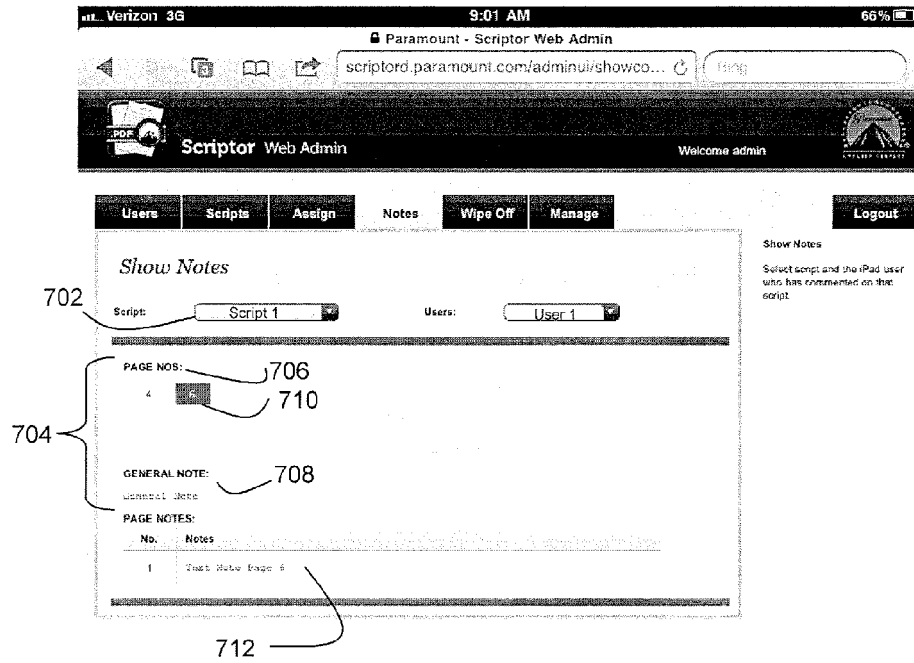 Verizon 3G 9:01 AM 66%
Paramount - Scriptor Web Admin
scriptord.paramount.com/adminui/showco...
.PDF
Scriptor Web Admin Welcome admin
Users Scripts Assign Notes Wipe Off Manage Logout
Show Notes
Select script and the iPad user
who has commented on that
script.
Show Notes
702
Script: Script 1 Users: User 1
PAGE NOS: 706
4 6 710
704
GENERAL NOTE: 708
General Note
PAGE NOTES:
No. Notes
1 Text Note Page 6
712